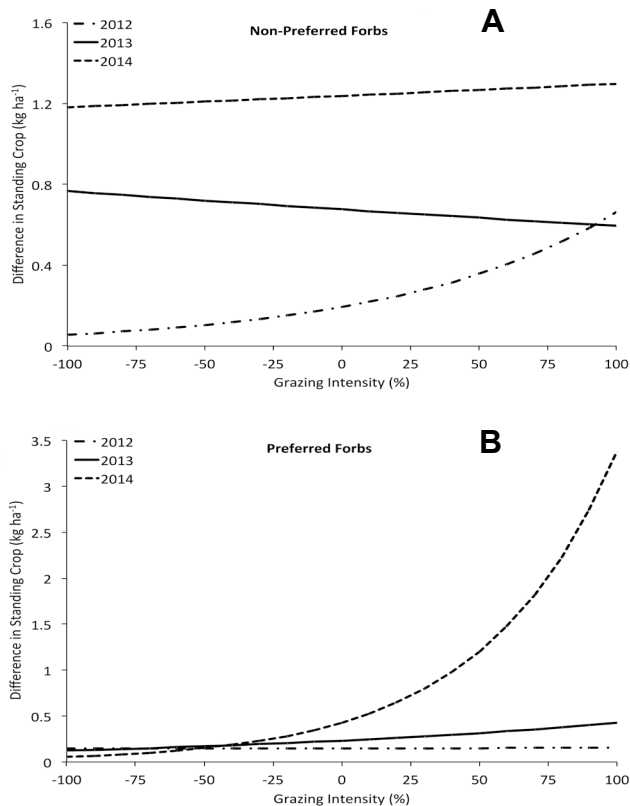 Non-Preferred Forbs
A
2012
2013
2014
Difference in Standing Crop (kg ha-1)
1.6
1.2
0.8
0.4
0
-100 -75 -50 -25 0 25 50 75 100
Grazing Intensity (%)
Preferred Forbs
B
2012
2013
2014
Difference in Standing Crop (kg ha-1)
3.5
3
2.5
2
1.5
1
0.5
0
-100 -75 -50 -25 0 25 50 75 100
Grazing Intensity (%)